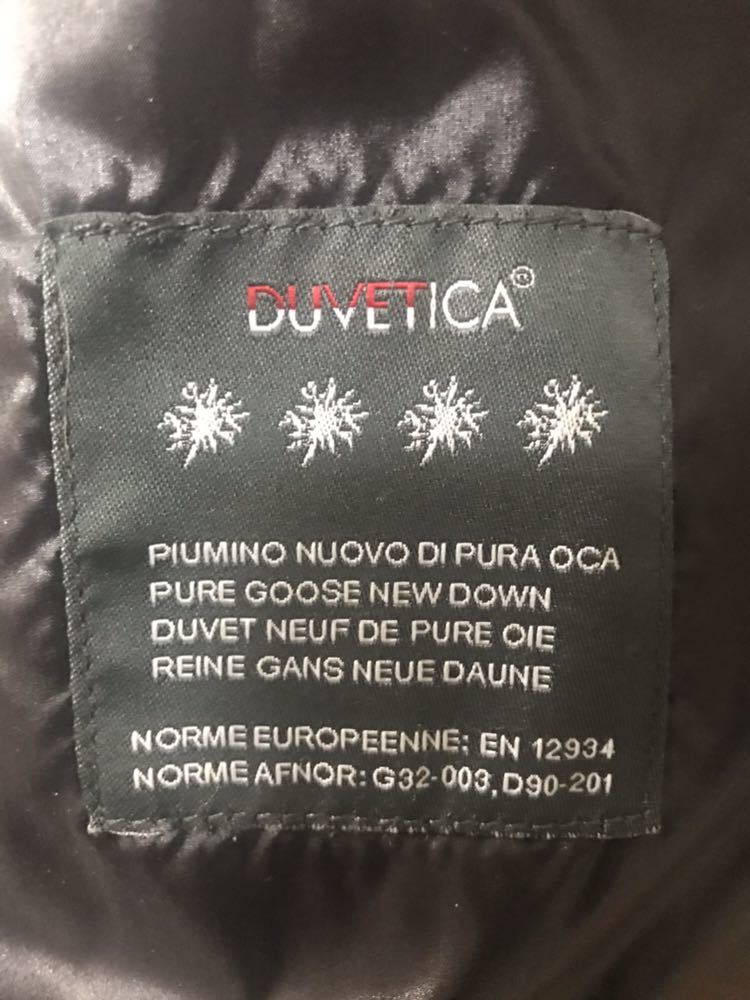 DUVETICA®
PIUMINO NUOVO DI PURA OCA
PURE GOOSE NEW DOWN
DUVET NEUF DE PURE OIE
REINE GANS NEUE DAUNE
NORME EUROPEENNE: EN 12934
NORME AFNOR: G32-003, D90-201